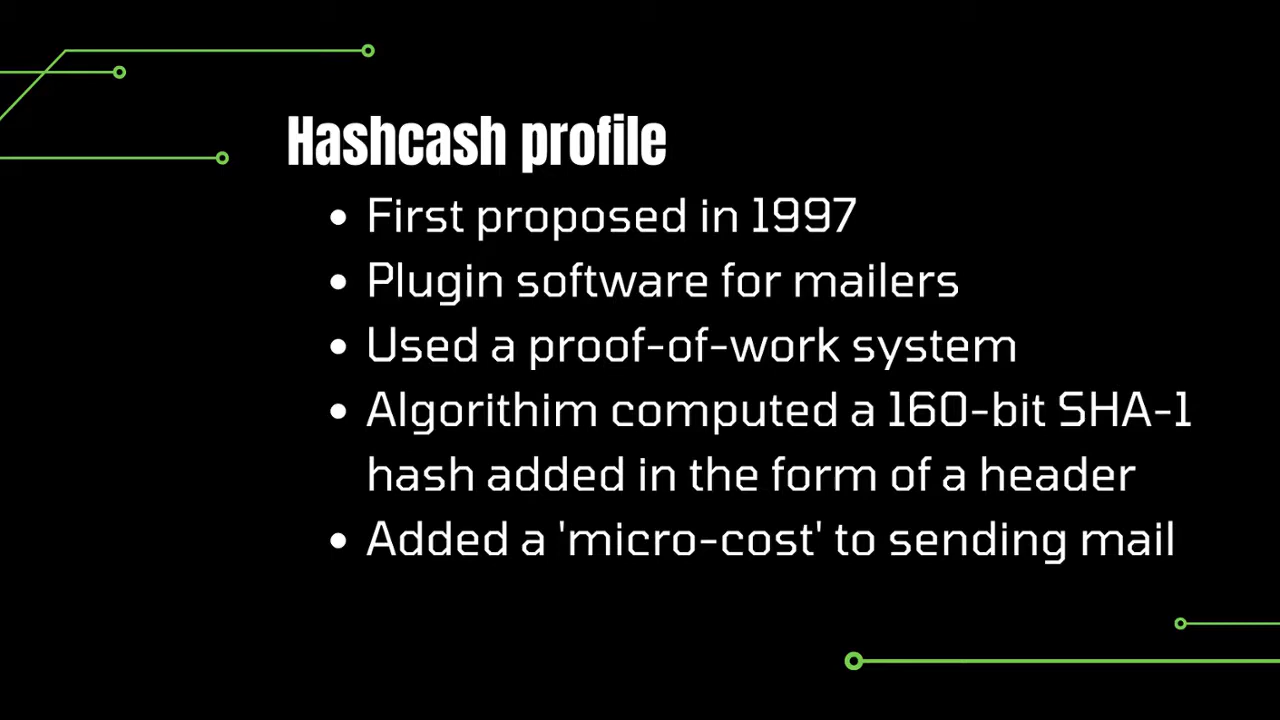 Hashcash profile
• First proposed in 1997
• Plugin software for mailers
• Used a proof-of-work system
• Algorithim computed a 160-bit SHA-1
hash added in the form of a header
• Added a 'micro-cost' to sending mail